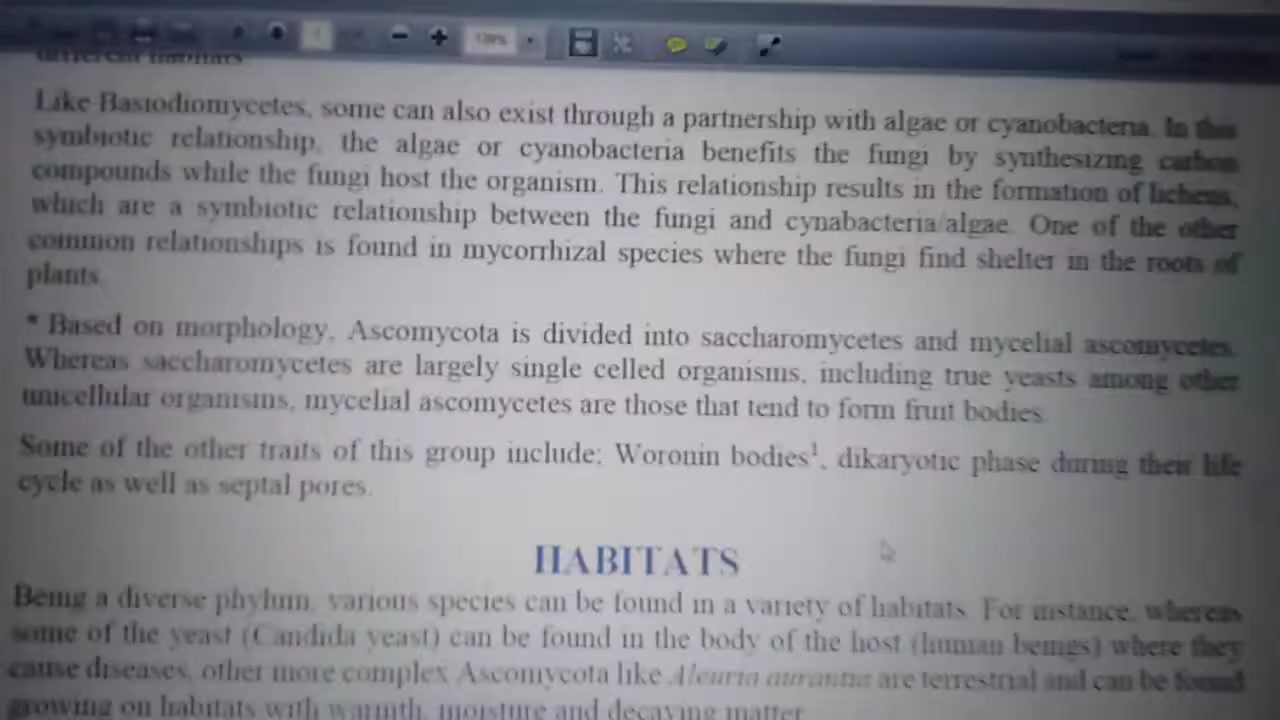 different habitats
Like Basiodiomycetes, some can also exist through a partnership with algae or cyanobacteria. In this
symbiotic relationship, the algae or cyanobacteria benefits the fungi by synthesizing carbon
compounds while the fungi host the organism. This relationship results in the formation of lichens,
which are a symbiotic relationship between the fungi and cynabacteria/algae. One of the other
common relationships is found in mycorrhizal species where the fungi find shelter in the roots of
plants.
* Based on morphology, Ascomycota is divided into saccharomycetes and mycelial ascomycetes.
Whereas saccharomycetes are largely single celled organisms, including true yeasts among other
unicellular organisms, mycelial ascomycetes are those that tend to form fruit bodies.
Some of the other traits of this group include; Woronin bodies¹, dikaryotic phase during their life
cycle as well as septal pores.
HABITATS
Being a diverse phylum, various species can be found in a variety of habitats. For instance, whereas
some of the yeast (Candida yeast) can be found in the body of the host (human beings) where they
cause diseases, other more complex Ascomycota like Aleuria aurantia are terrestrial and can be found
growing on habitats with warmth, moisture and decaying matter.